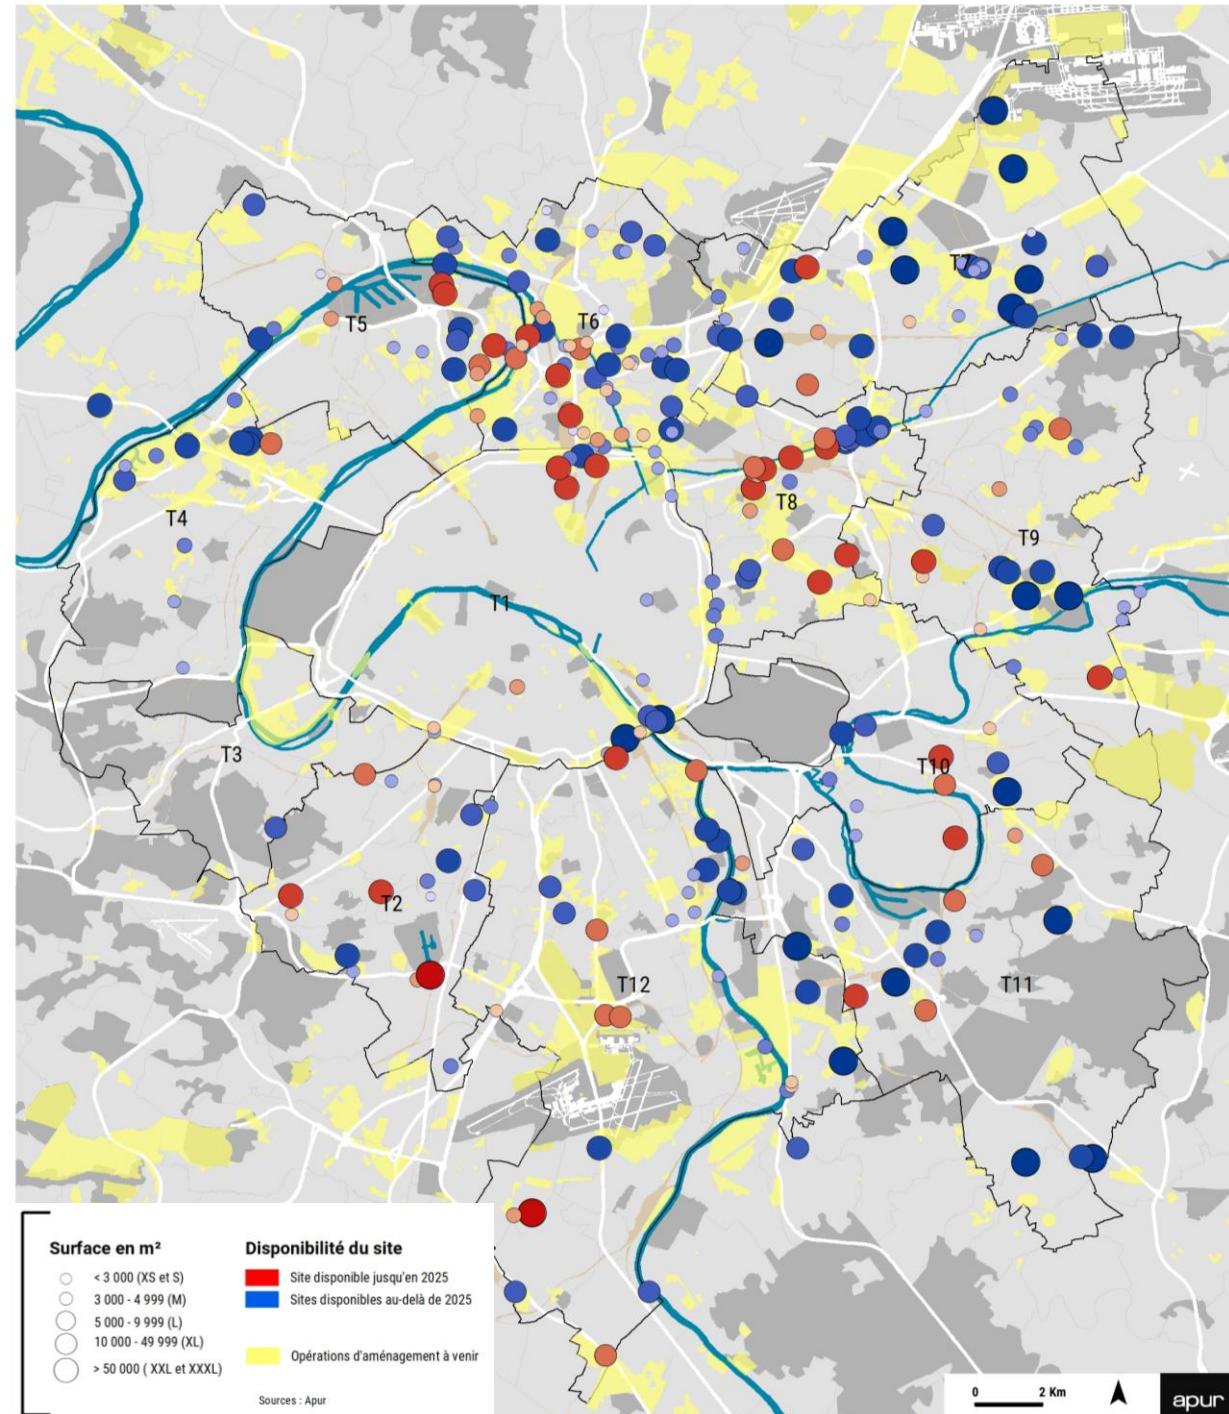 T7
T6
T5
T8
T4
T9
T1
T3
T10
T2
T12
T11
Surface en m²
< 3 000 (XS et S)
3 000 - 4 999 (M)
5 000 - 9 999 (L)
10 000 - 49 999 (XL)
> 50 000 ( XXL et XXXL)
Disponibilité du site
Site disponible jusqu'en 2025
Sites disponibles au-delà de 2025
Opérations d'aménagement à venir
Sources : Apur
0 2 Km
apur